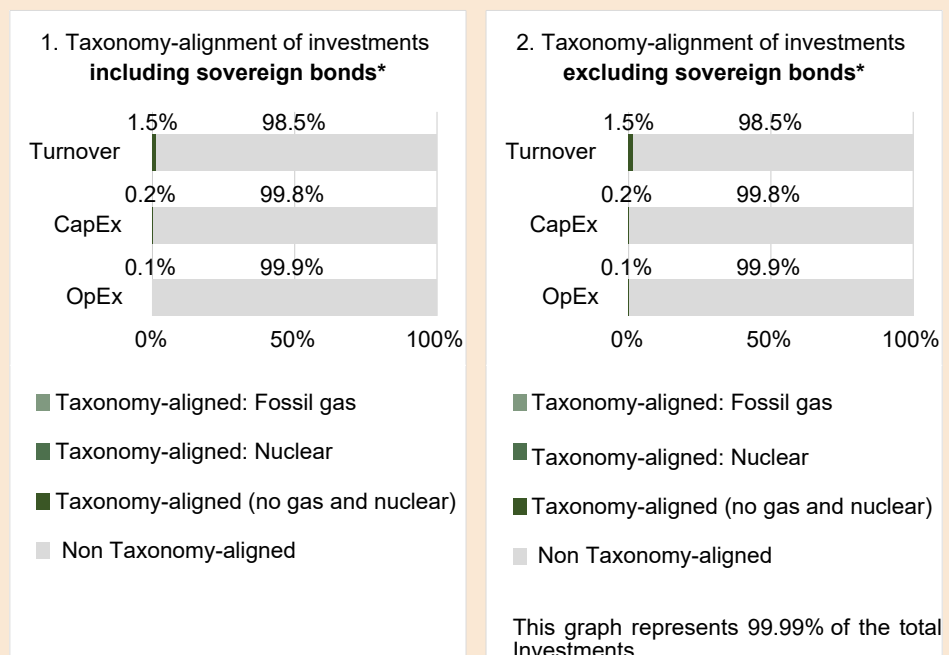 1. Taxonomy-alignment of investments
including sovereign bonds*
1.5% 98.5%
Turnover
0.2% 99.8%
CapEx
0.1% 99.9%
OpEx
0% 50% 100%
Taxonomy-aligned: Fossil gas
Taxonomy-aligned: Nuclear
Taxonomy-aligned (no gas and nuclear)
Non Taxonomy-aligned
2. Taxonomy-alignment of investments
excluding sovereign bonds*
1.5% 98.5%
Turnover
0.2% 99.8%
CapEx
0.1% 99.9%
OpEx
0% 50% 100%
Taxonomy-aligned: Fossil gas
Taxonomy-aligned: Nuclear
Taxonomy-aligned (no gas and nuclear)
Non Taxonomy-aligned
This graph represents 99.99% of the total
Investments